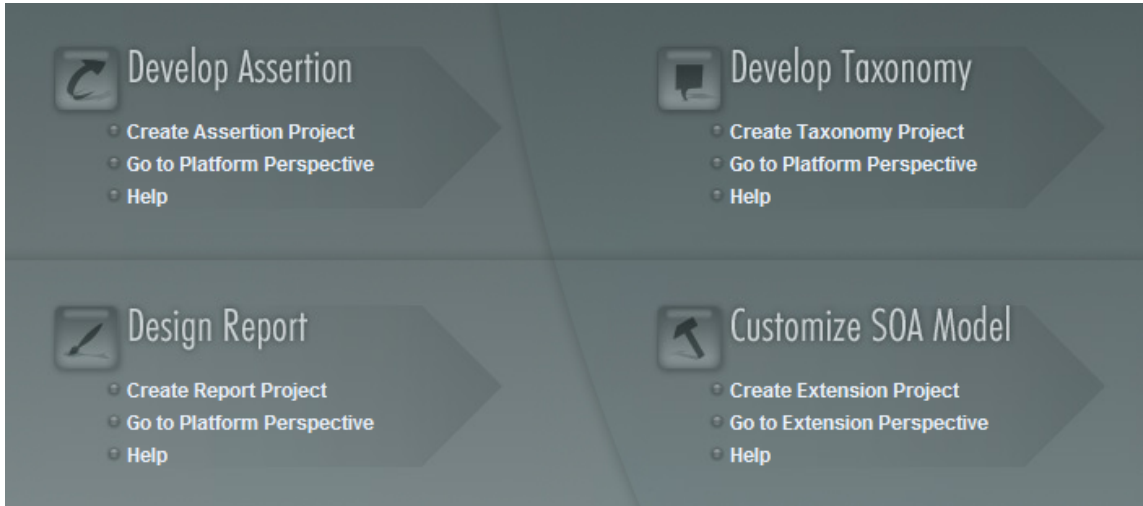 Develop Assertion
Create Assertion Project
Go to Platform Perspective
Help
Develop Taxonomy
Create Taxonomy Project
Go to Platform Perspective
Help
Design Report
Create Report Project
Go to Platform Perspective
Help
Customize SOA Model
Create Extension Project
Go to Extension Perspective
Help